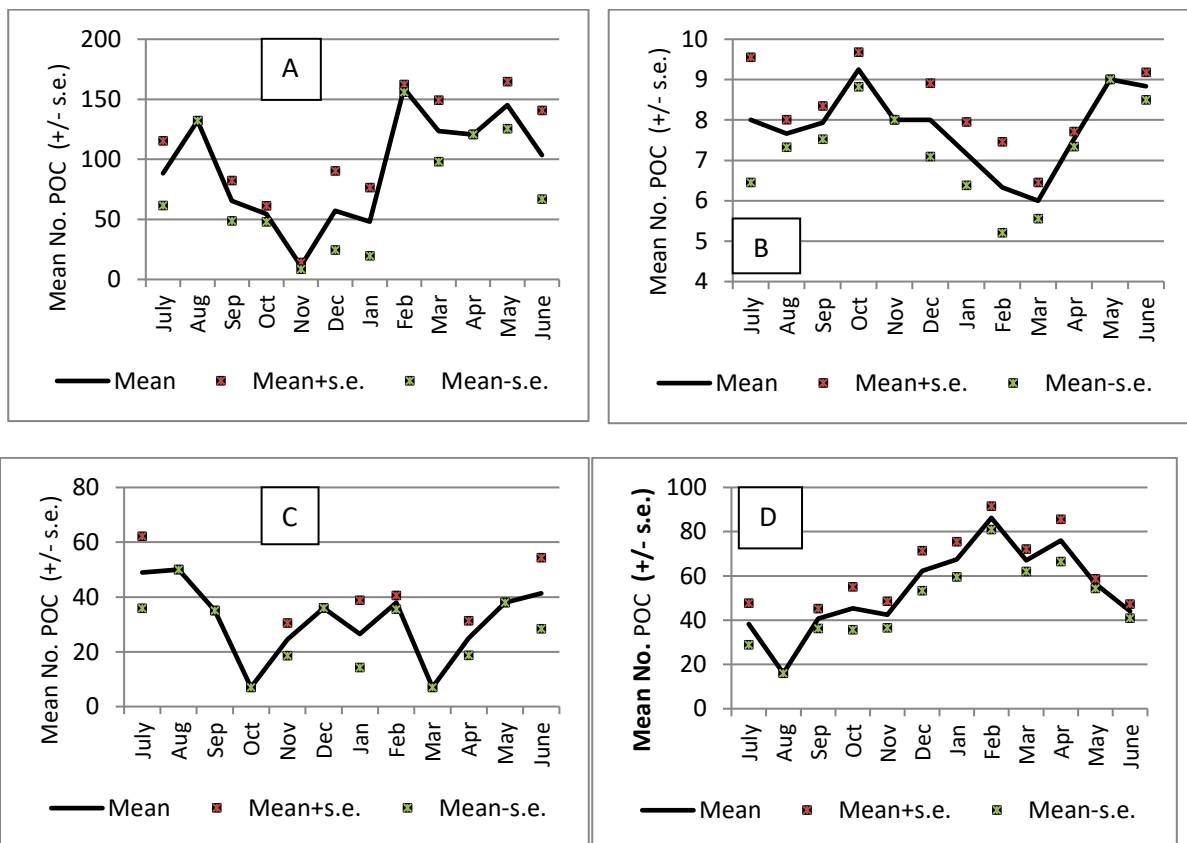 A
Mean No. POC (+/- s.e.)
200
150
100
50
0
July
Aug
Sep
Oct
Nov
Dec
Jan
Feb
Mar
Apr
May
June
Mean
Mean+s.e.
Mean-s.e.
B
Mean No. POC (+/- s.e.)
10
9
8
7
6
5
4
July
Aug
Sep
Oct
Nov
Dec
Jan
Feb
Mar
Apr
May
June
Mean
Mean+s.e.
Mean-s.e.
C
Mean No. POC (+/- s.e.)
80
60
40
20
0
July
Aug
Sep
Oct
Nov
Dec
Jan
Feb
Mar
Apr
May
June
Mean
Mean+s.e.
Mean-s.e.
D
Mean No. POC (+/- s.e.)
100
80
60
40
20
0
July
Aug
Sep
Oct
Nov
Dec
Jan
Feb
Mar
Apr
May
June
Mean
Mean+s.e.
Mean-s.e.